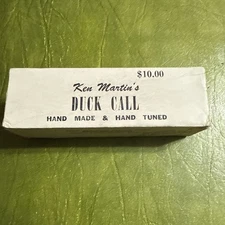 $10.00
Ken Martin's
DUCK CALL
HAND MADE & HAND TUNED